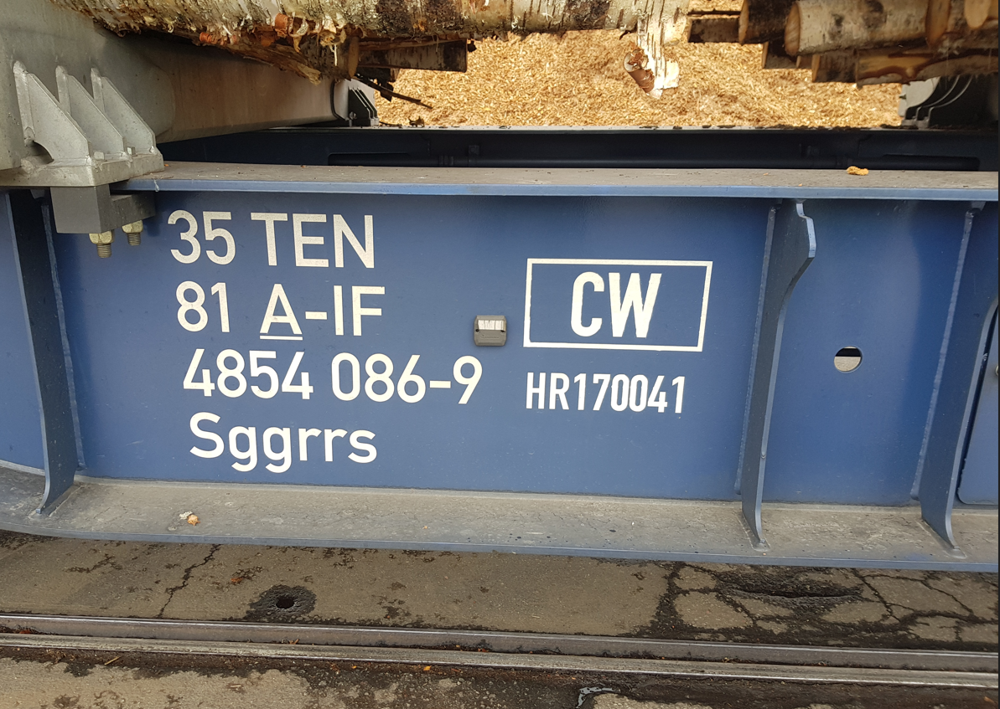 35 TEN
81 A-IF
4854 086-9
Sggrrs
CW
HR170041